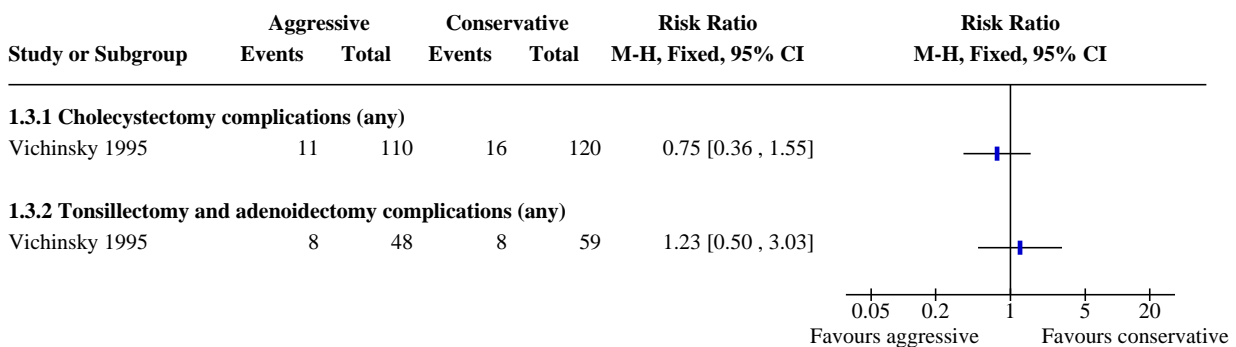 Aggressive Conservative Risk Ratio Risk Ratio
Study or Subgroup Events Total Events Total M-H, Fixed, 95% CI M-H, Fixed, 95% CI
1.3.1 Cholecystectomy complications (any)
Vichinsky 1995 11 110 16 120 0.75 [0.36 , 1.55]
1.3.2 Tonsillectomy and adenoidectomy complications (any)
Vichinsky 1995 8 48 8 59 1.23 [0.50 , 3.03]
0.05 0.2 1 5 20
Favours aggressive Favours conservative